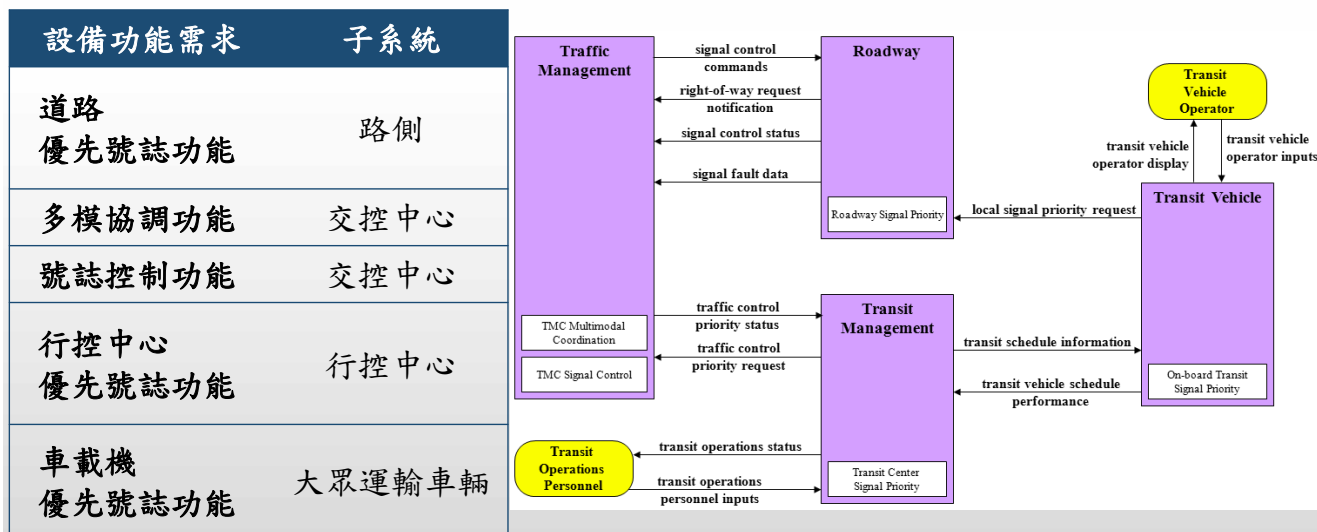 設備功能需求
子系統
道路
優先號誌功能
路側
多模協調功能
交控中心
號誌控制功能
交控中心
行控中心
優先號誌功能
行控中心
車載機
優先號誌功能
大眾運輸車輛
Traffic
Management
signal control
commands
right-of-way request
notification
signal control status
signal fault data
Roadway
Roadway Signal Priority
Transit
Vehicle
Operator
transit vehicle
operator display
transit vehicle
operator inputs
local signal priority request
Transit Vehicle
On-board Transit
Signal Priority
TMC Multimodal
Coordination
TMC Signal Control
traffic control
priority status
traffic control
priority request
Transit
Management
transit schedule information
transit vehicle schedule
performance
Transit
Operations
Personnel
transit operations status
transit operations
personnel inputs
Transit Center
Signal Priority